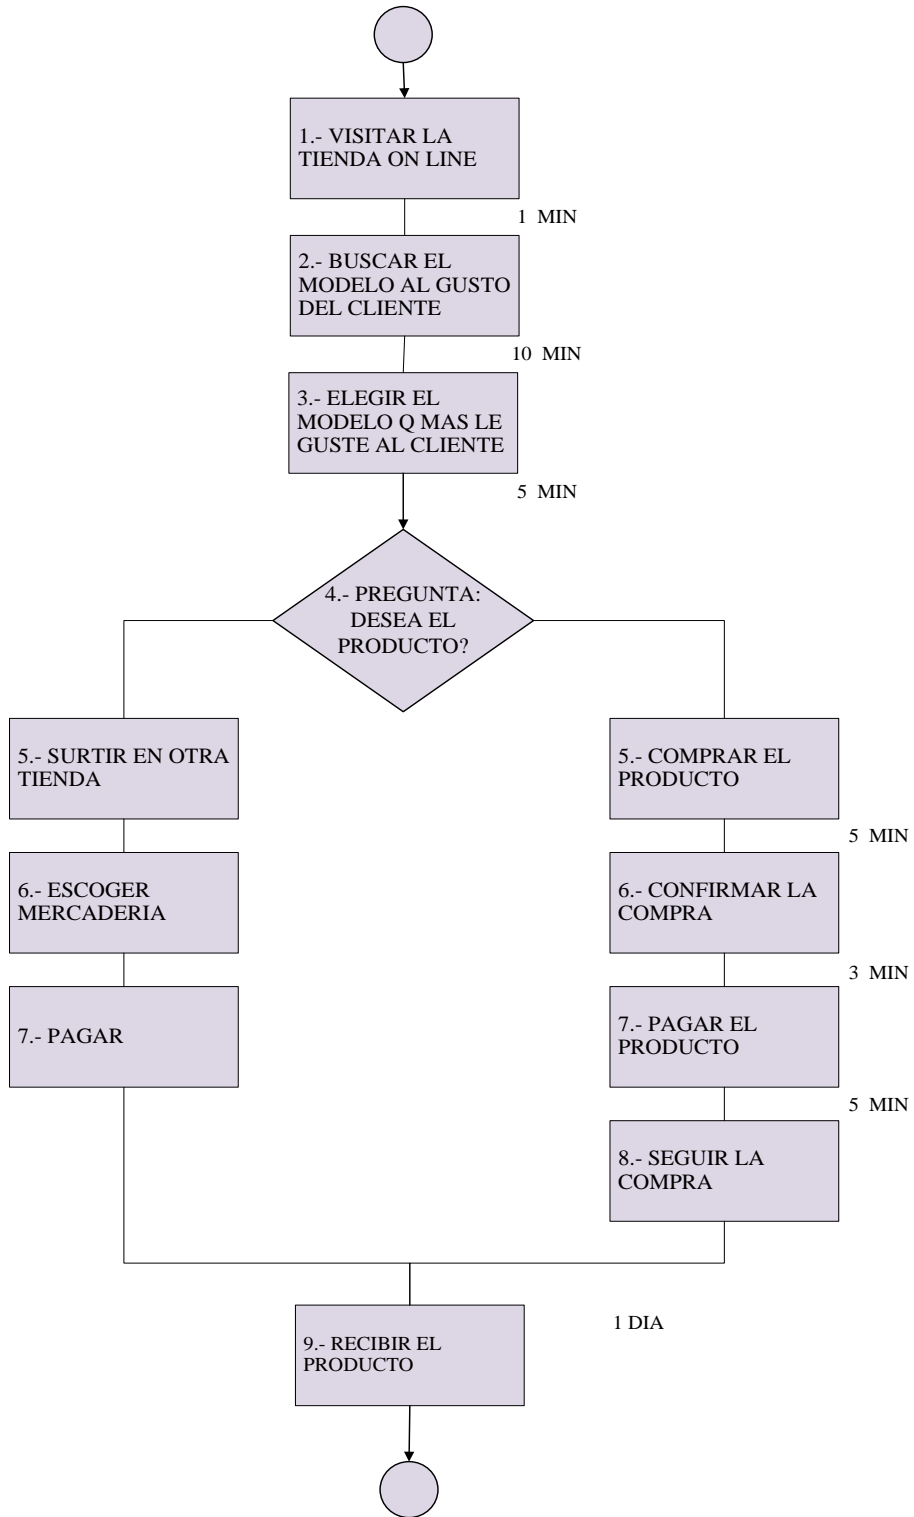 1.- VISITAR LA
TIENDA ON LINE
1 MIN
2.- BUSCAR EL
MODELO AL GUSTO
DEL CLIENTE
10 MIN
3.- ELEGIR EL
MODELO Q MAS LE
GUSTE AL CLIENTE
5 MIN
4.- PREGUNTA:
DESEA EL
PRODUCTO?
5.- SURTIR EN OTRA
TIENDA
6.- ESCOGER
MERCADERIA
7.- PAGAR
5.- COMPRAR EL
PRODUCTO
5 MIN
6.- CONFIRMAR LA
COMPRA
3 MIN
7.- PAGAR EL
PRODUCTO
5 MIN
8.- SEGUIR LA
COMPRA
1 DIA
9.- RECIBIR EL
PRODUCTO